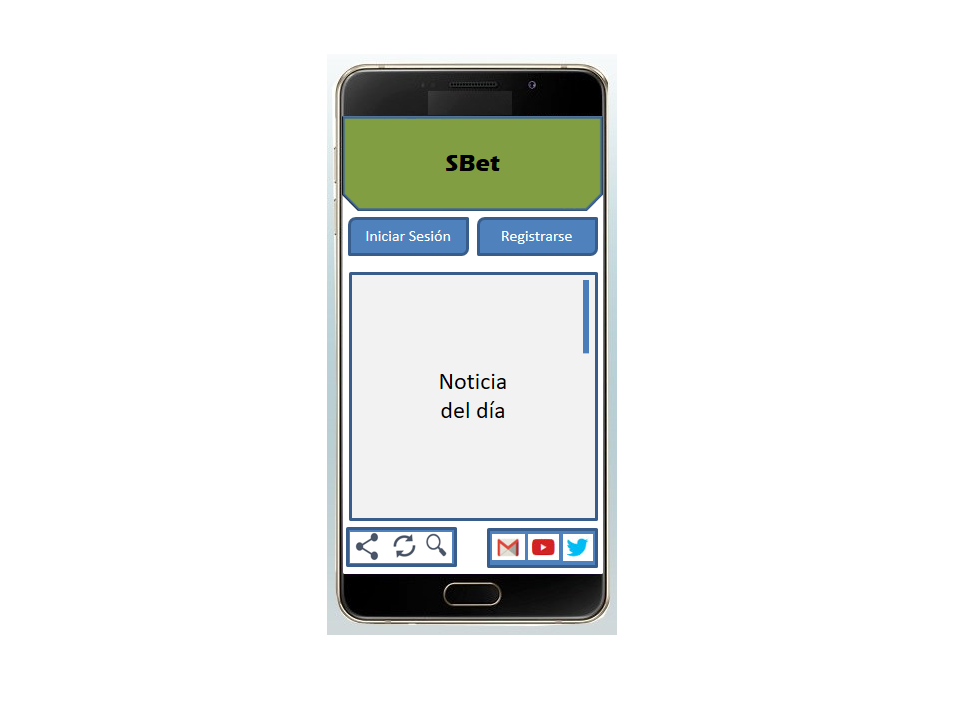 SBet
Iniciar Sesión
Registrarse
Noticia
del día